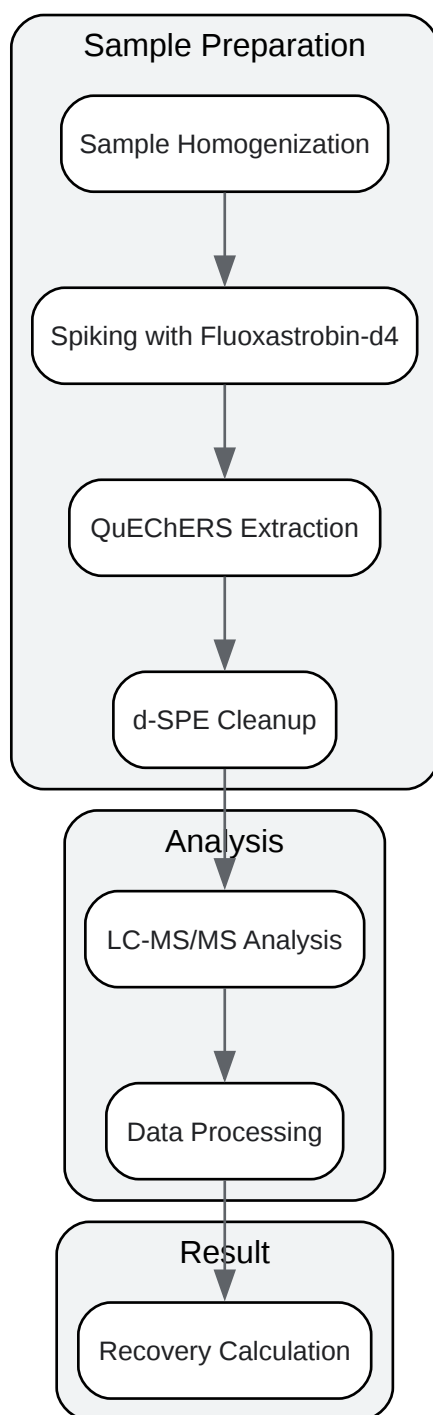 Sample Preparation
Sample Homogenization
Spiking with Fluoxastrobin-d4
QuEChERS Extraction
d-SPE Cleanup
Analysis
LC-MS/MS Analysis
Data Processing
Result
Recovery Calculation